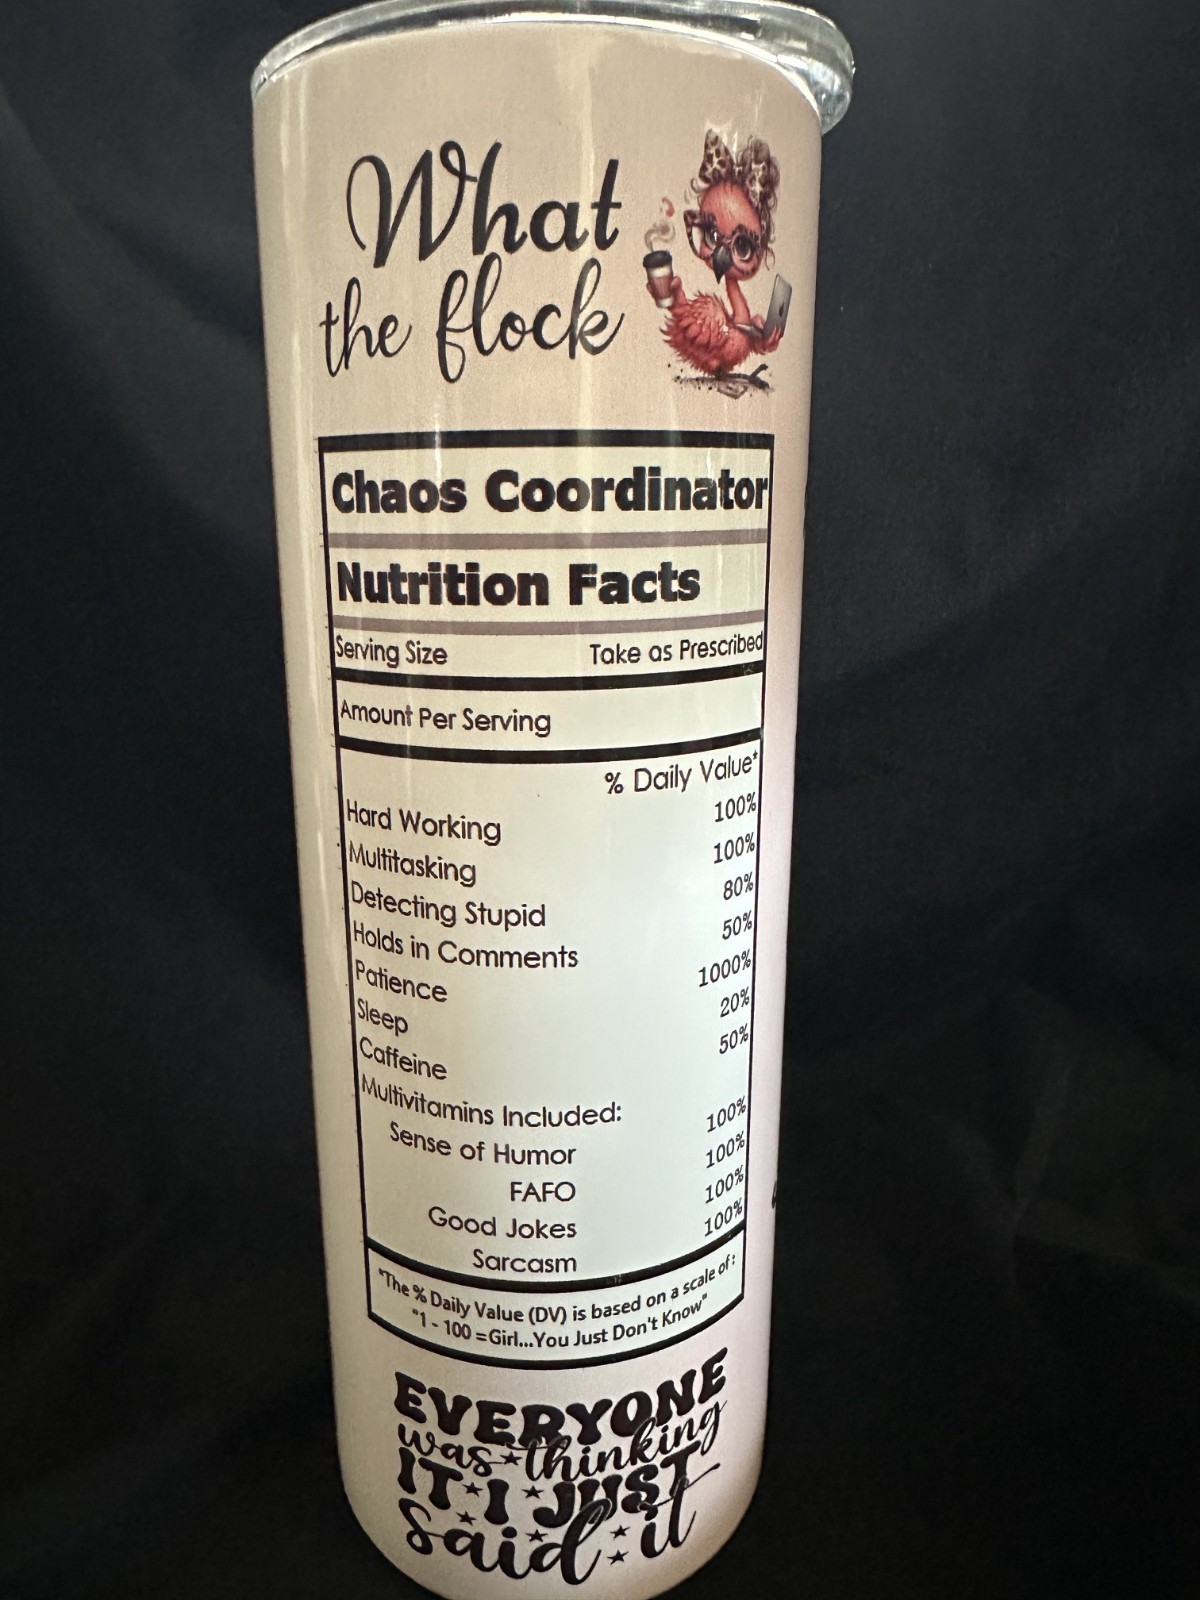 What
the flock
Chaos Coordinator
Nutrition Facts
Serving Size Take as Prescribed
Amount Per Serving
% Daily Value*
Hard Working 100%
Multitasking 100%
Detecting Stupid 80%
Holds in Comments 50%
Patience 1000%
Sleep 20%
Caffeine 50%
Multivitamins Included:
Sense of Humor 100%
FAFO 100%
Good Jokes 100%
Sarcasm 100%
*The % Daily Value (DV) is based on a scale of:
"1 - 100 =Girl...You Just Don't Know"
EVERYONE
was thinking
IT I JUST
said it